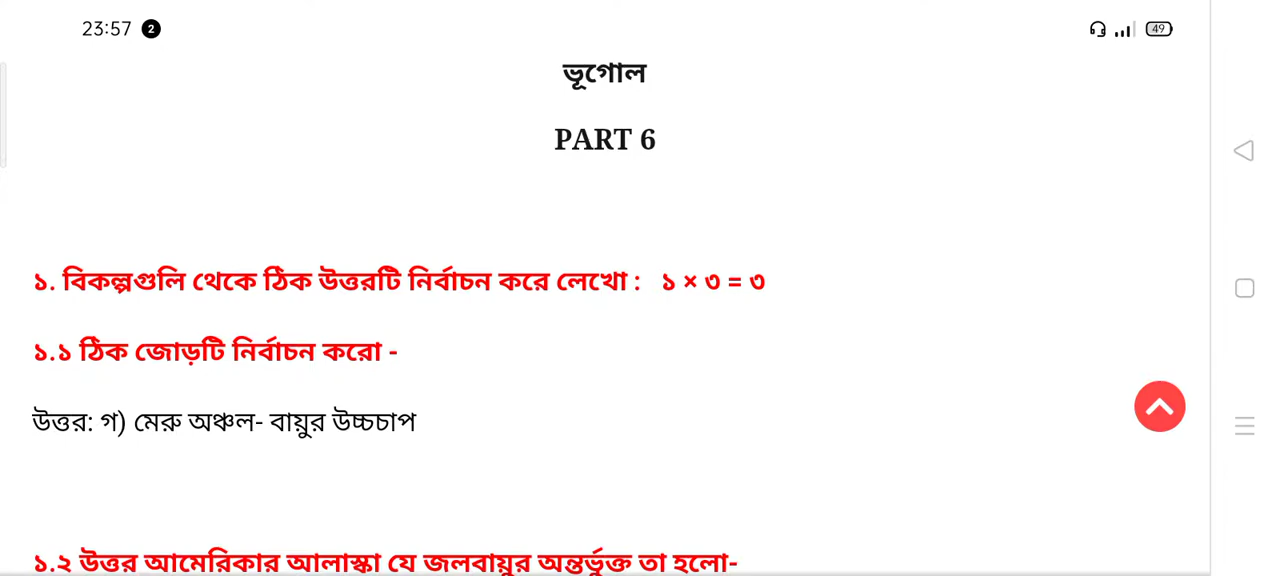 23:57 2
49
ভূগোল
PART 6
১. বিকল্পগুলি থেকে ঠিক উত্তরটি নির্বাচন করে লেখো : ১ × ৩ = ৩
১.১ ঠিক জোড়টি নির্বাচন করো -
উত্তর: গ) মেরু অঞ্চল- বায়ুর উচ্চচাপ
১.২ উত্তর আমেরিকার আলাস্কা যে জলবায়ুর অন্তর্ভুক্ত তা হলো-